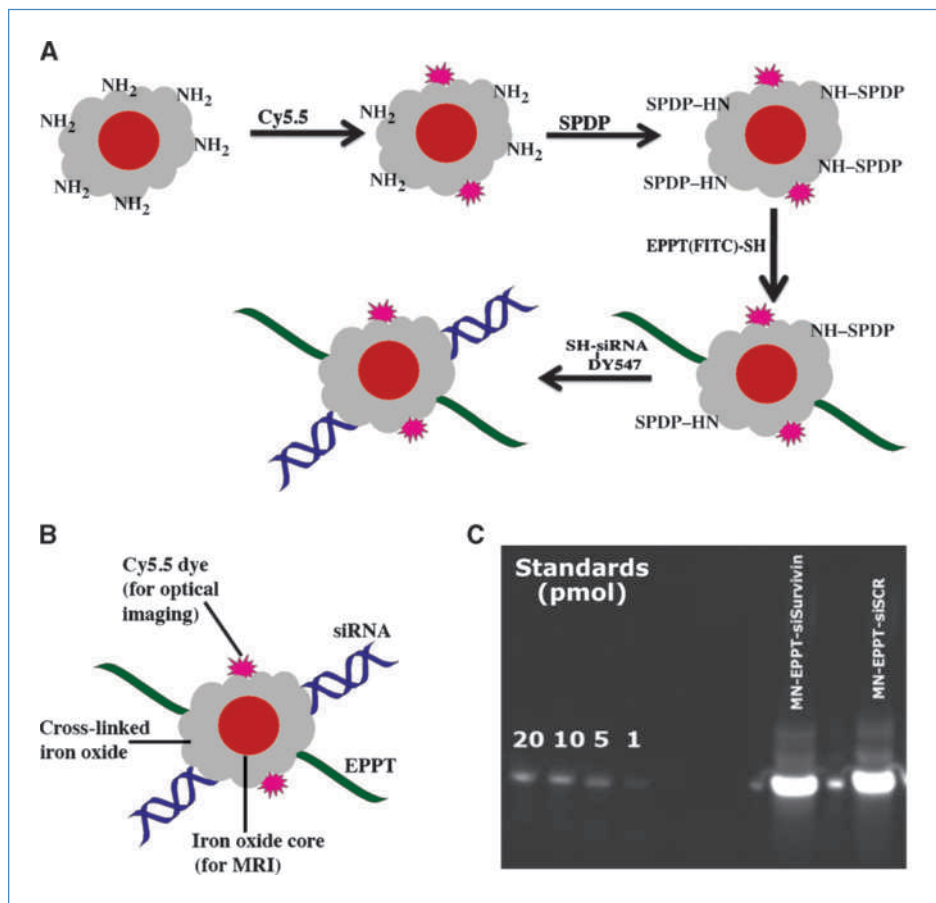 A
NH2
NH2
NH2
NH2
NH2
NH2
NH2
Cy5.5
NH2
NH2
NH2
NH2
SPDP
SPDP–HN
NH–SPDP
SPDP–HN
NH–SPDP
EPPT(FITC)-SH
NH–SPDP
SPDP–HN
SH-siRNA
DY547
B
Cy5.5 dye
(for optical
imaging)
siRNA
Cross-linked
iron oxide
EPPT
Iron oxide core
(for MRI)
C
Standards
(pmol)
20 10 5 1
MN-EPPT-siSurvivin
MN-EPPT-siSCR